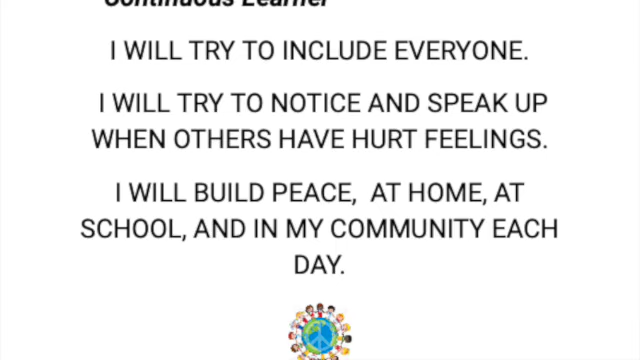 Continuous Learner
I WILL TRY TO INCLUDE EVERYONE.
I WILL TRY TO NOTICE AND SPEAK UP
WHEN OTHERS HAVE HURT FEELINGS.
I WILL BUILD PEACE,  AT HOME, AT
SCHOOL, AND IN MY COMMUNITY EACH
DAY.